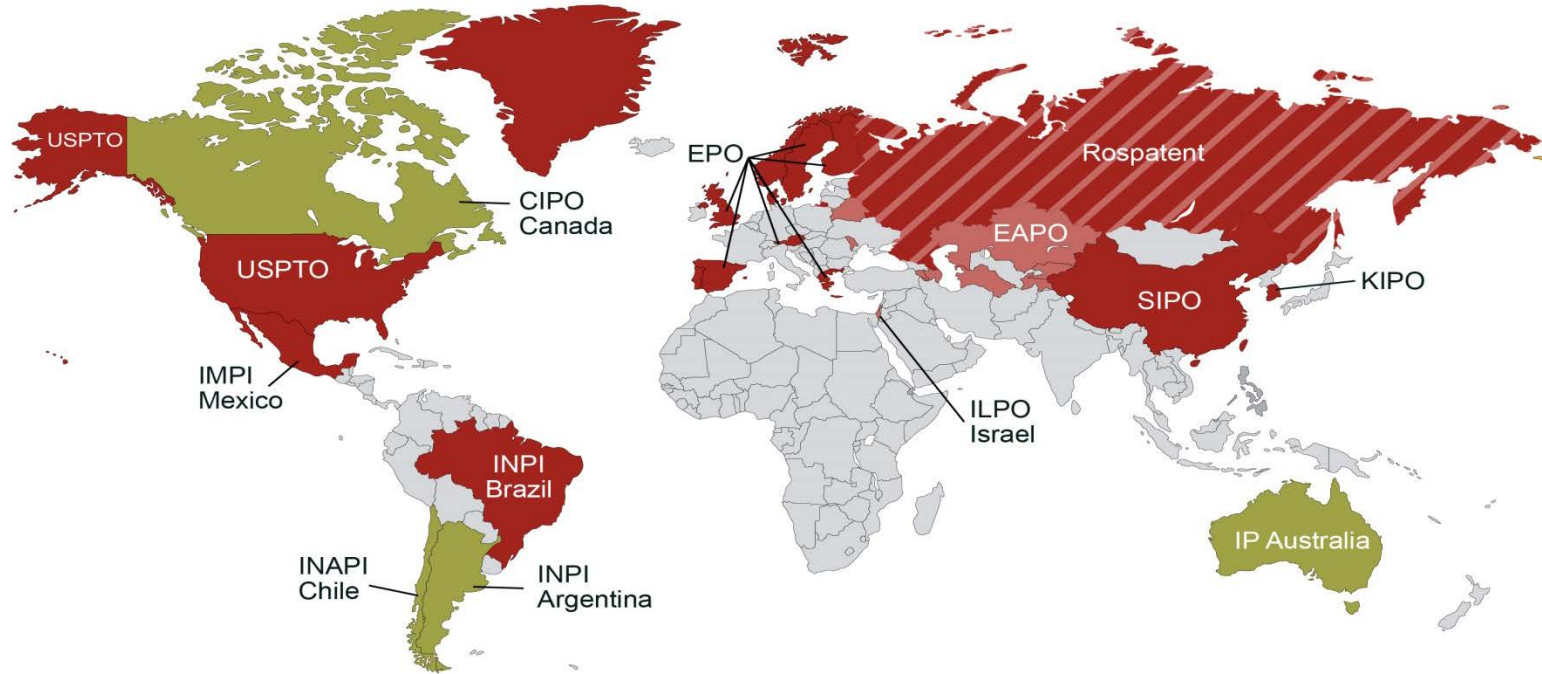 USPTO
CIPO
Canada
USPTO
IMPI
Mexico
INPI
Brazil
INAPI
Chile
INPI
Argentina
EPO
Rospatent
EAPO
SIPO
KIPO
ILPO
Israel
IP Australia